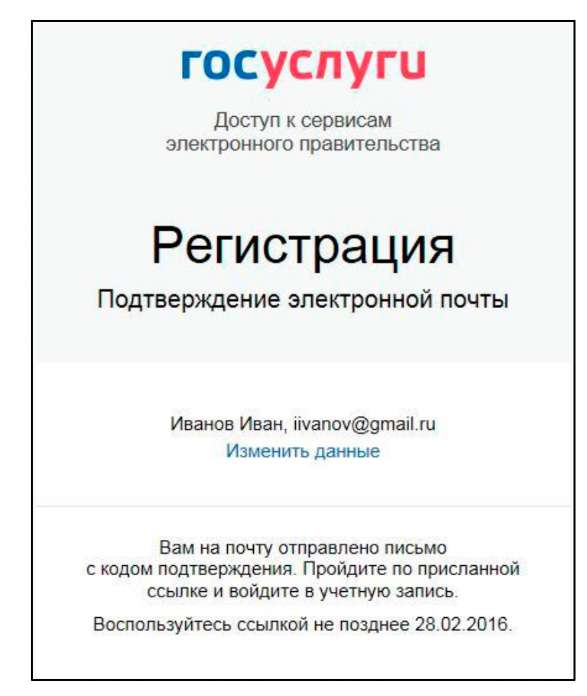 госуслуги
Доступ к сервисам
электронного правительства
Регистрация
Подтверждение электронной почты
Иванов Иван, iivanov@gmail.ru
Изменить данные
Вам на почту отправлено письмо
с кодом подтверждения. Пройдите по присланной
ссылке и войдите в учетную запись.
Воспользуйтесь ссылкой не позднее 28.02.2016.